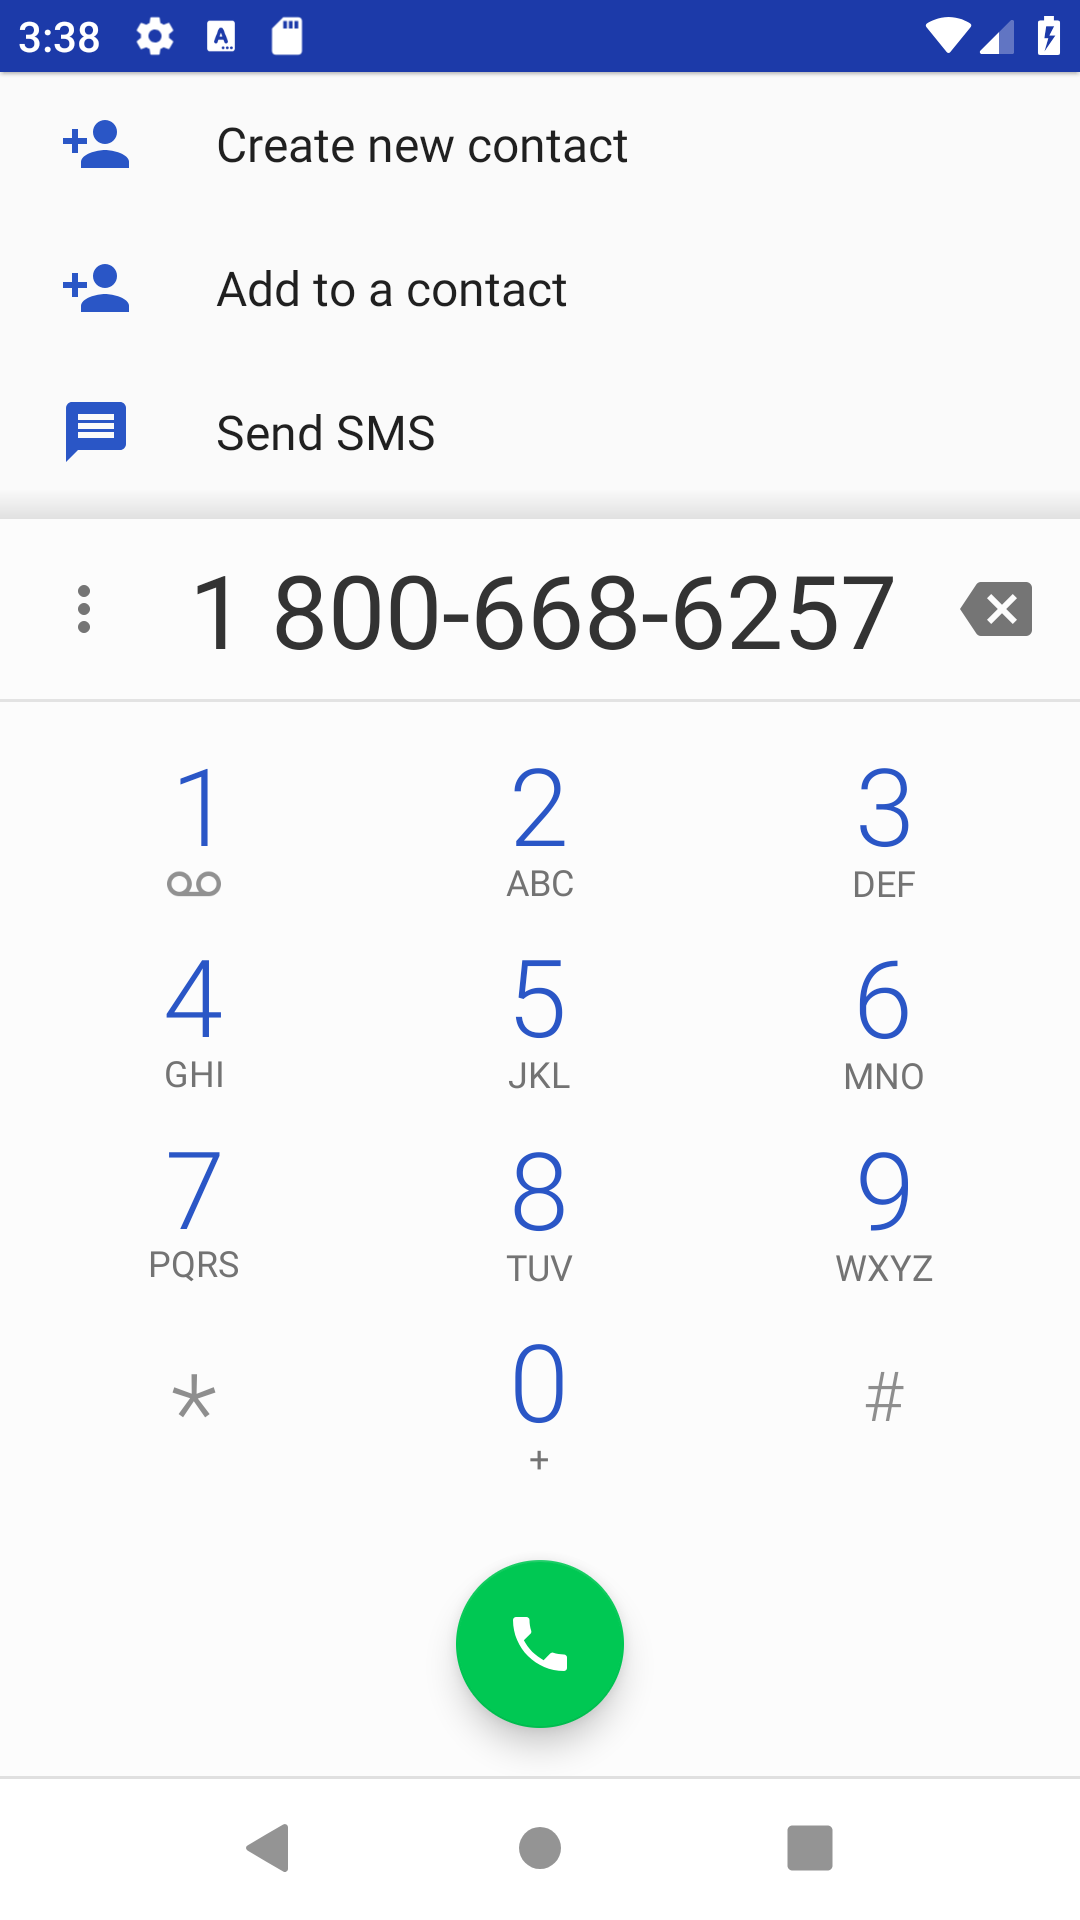 3:38
Create new contact
Add to a contact
Send SMS
1 800-668-6257
1 2 3
ABC DEF
4 5 6
GHI JKL MNO
7 8 9
PQRS TUV WXYZ
* 0 #
+